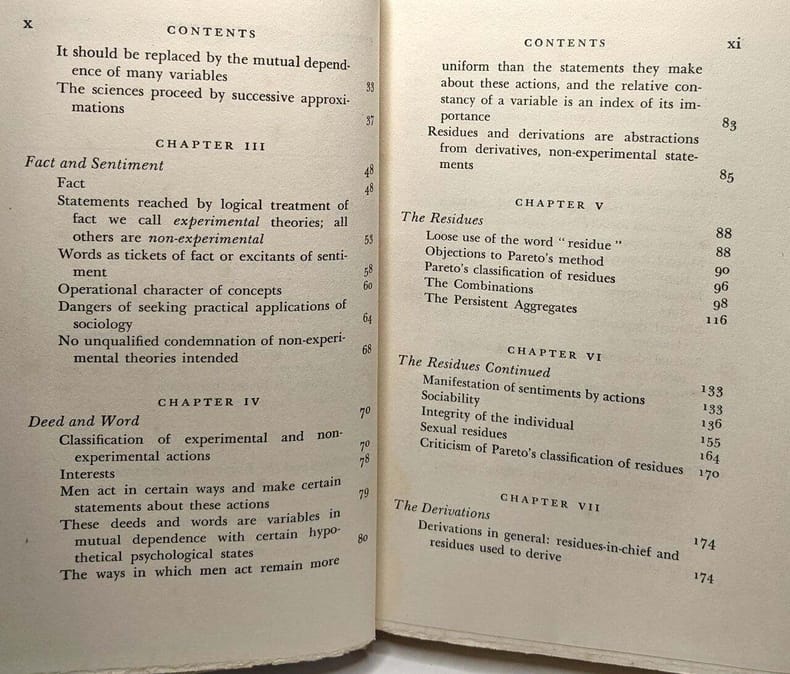 x
CONTENTS
It should be replaced by the mutual depend-
ence of many variables 33
The sciences proceed by successive approxi-
mations 37
CHAPTER III
Fact and Sentiment 48
Fact 48
Statements reached by logical treatment of
fact we call experimental theories; all
others are non-experimental 53
Words as tickets of fact or excitants of senti-
ment 58
Operational character of concepts 60
Dangers of seeking practical applications of
sociology 64
No unqualified condemnation of non-experi-
mental theories intended 68
CHAPTER IV
Deed and Word 70
Classification of experimental and non-
experimental actions 70
Interests 78
Men act in certain ways and make certain
statements about these actions 79
These deeds and words are variables in
mutual dependence with certain hypo-
thetical psychological states 80
The ways in which men act remain more
CONTENTS xi
uniform than the statements they make
about these actions, and the relative con-
stancy of a variable is an index of its im-
portance 83
Residues and derivations are abstractions
from derivatives, non-experimental state-
ments 85
CHAPTER V
The Residues 88
Loose use of the word "residue" 88
Objections to Pareto's method 90
Pareto's classification of residues 96
The Combinations 98
The Persistent Aggregates 116
CHAPTER VI
The Residues Continued 133
Manifestation of sentiments by actions 133
Sociability 136
Integrity of the individual 155
Sexual residues 164
Criticism of Pareto's classification of residues 170
CHAPTER VII
The Derivations 174
Derivations in general: residues-in-chief and
residues used to derive 174